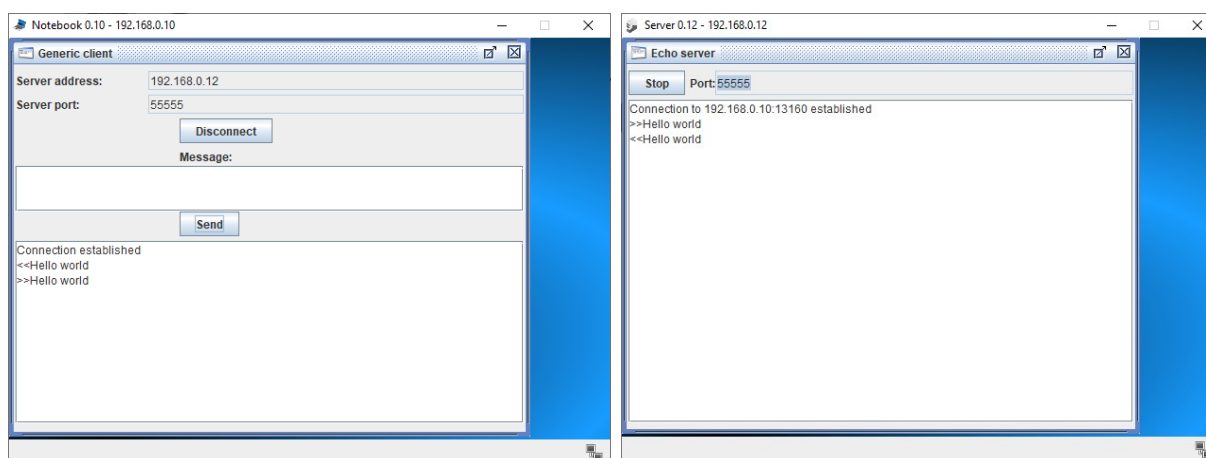 Notebook 0.10 - 192.168.0.10
Generic client
Server address: 192.168.0.12
Server port: 55555
Disconnect
Message:
Send
Connection established
<<Hello world
>>Hello world
Server 0.12 - 192.168.0.12
Echo server
Stop Port: 55555
Connection to 192.168.0.10:13160 established
>>Hello world
<<Hello world